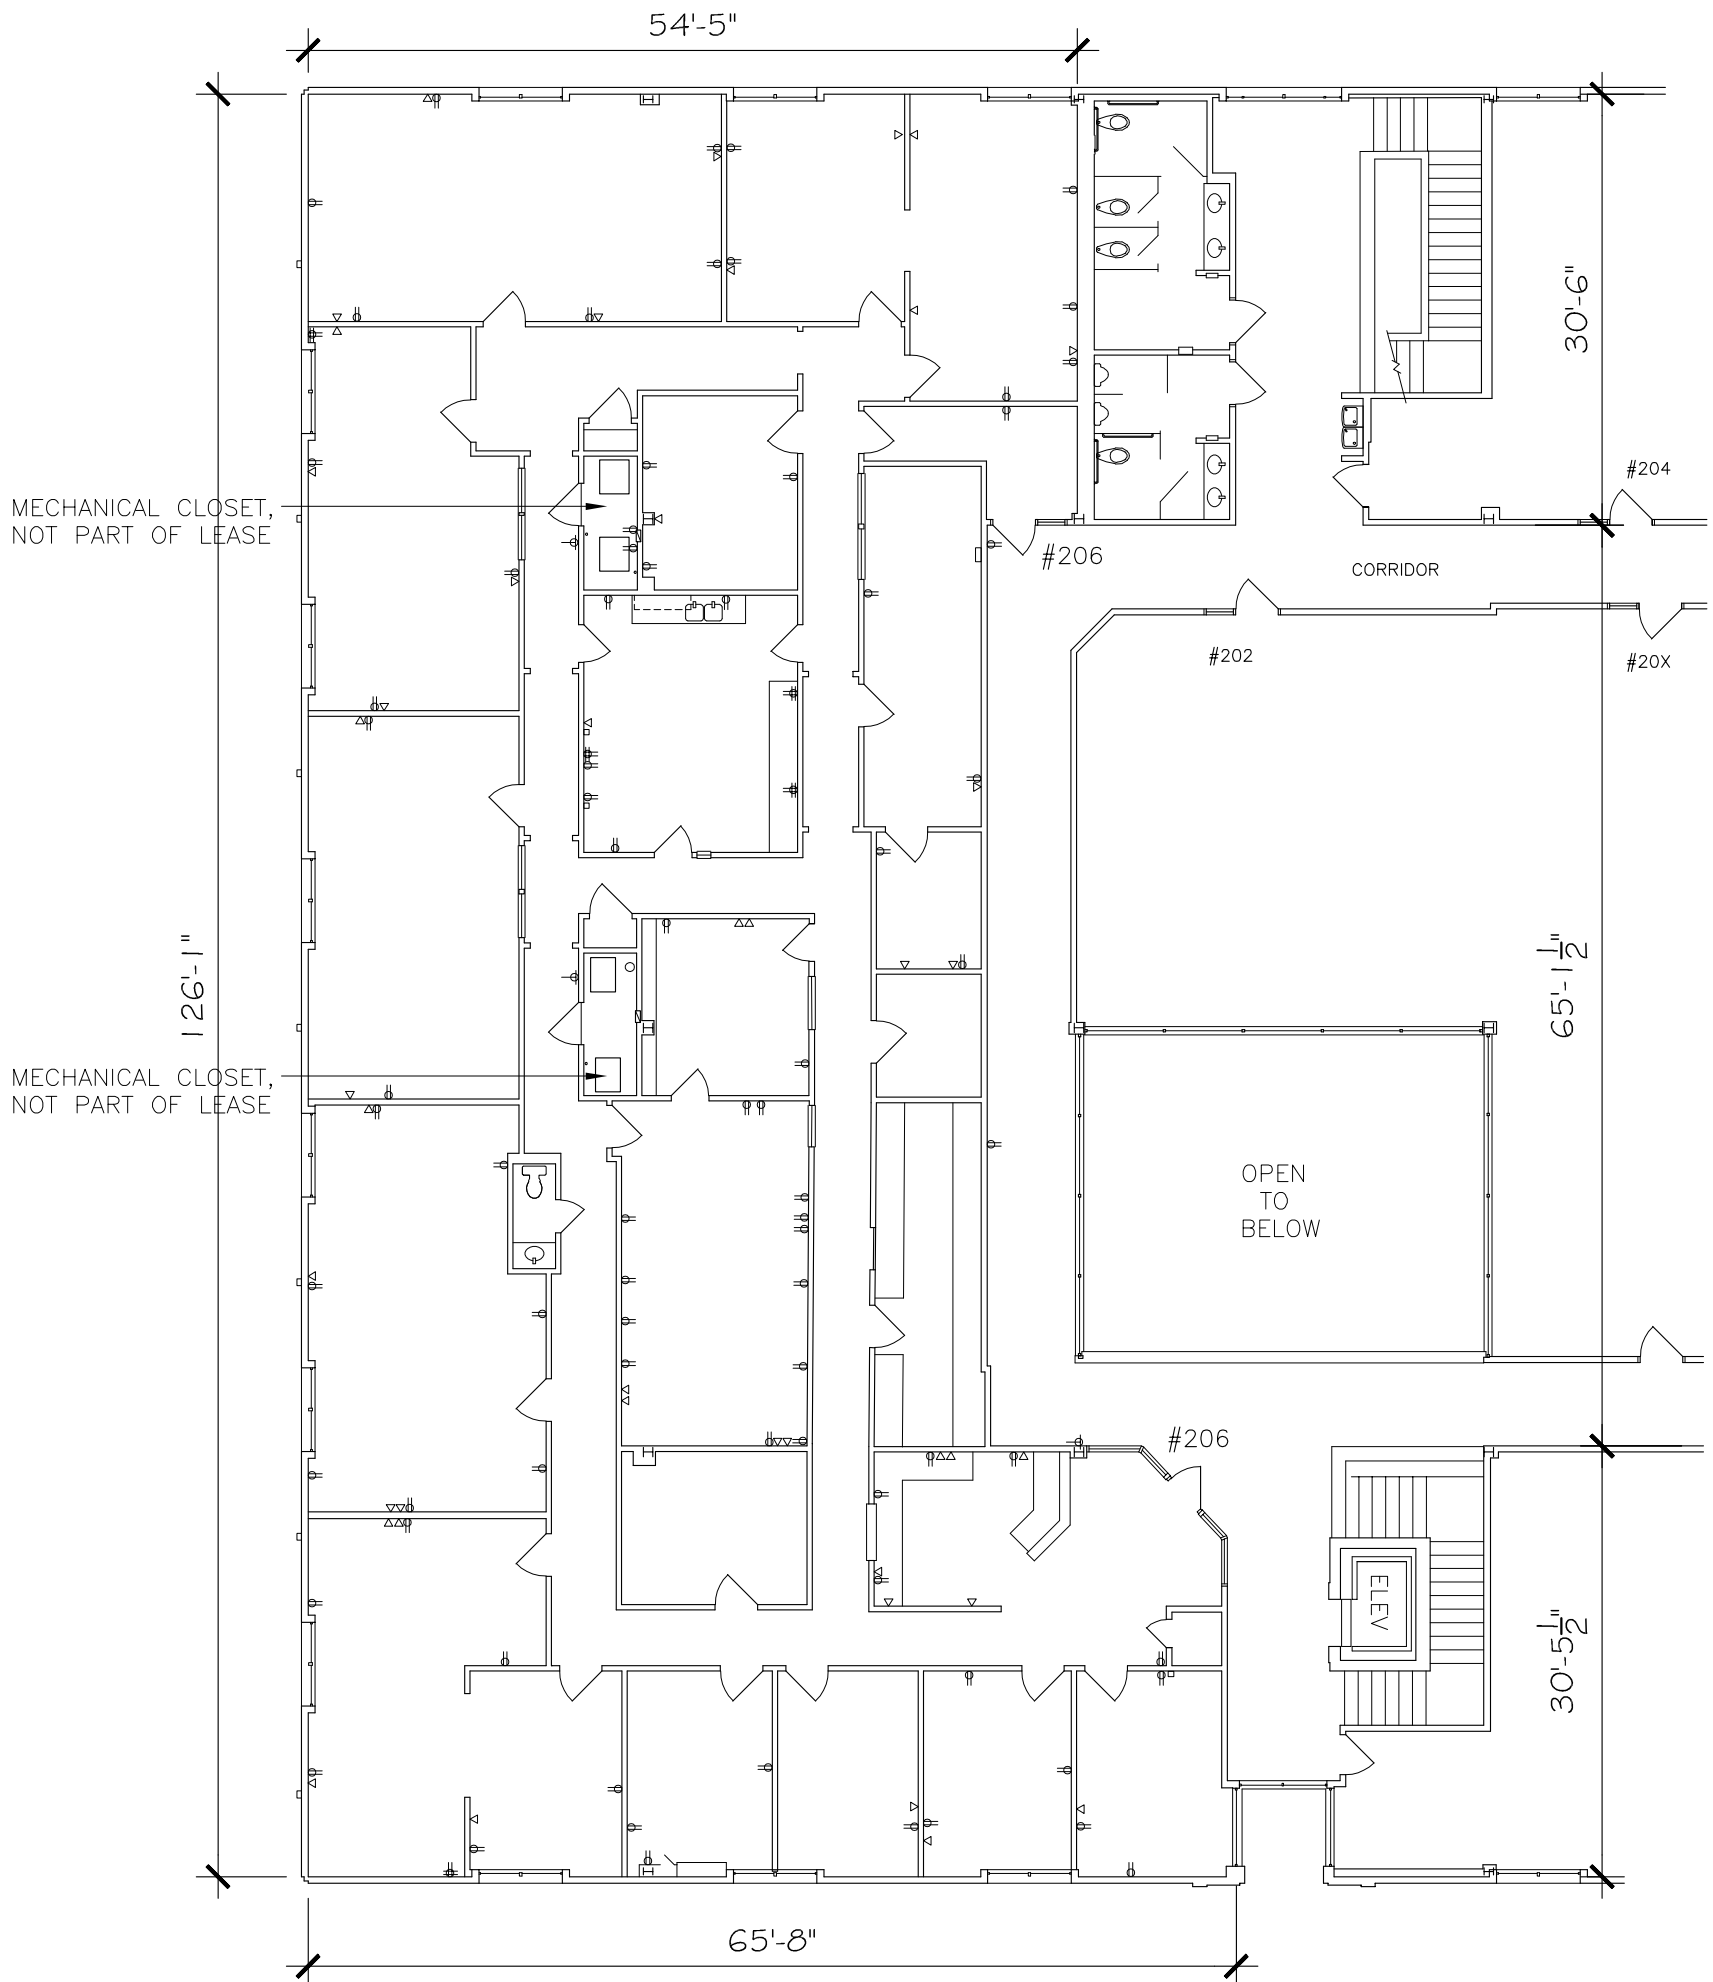 54'-5"
30'-6"
#204
MECHANICAL CLOSET,
NOT PART OF LEASE
#206
CORRIDOR
#202
#20X
126'-1"
65'-1 1/2"
MECHANICAL CLOSET,
NOT PART OF LEASE
OPEN
TO
BELOW
#206
ELEV
30'-5 1/2"
65'-8"